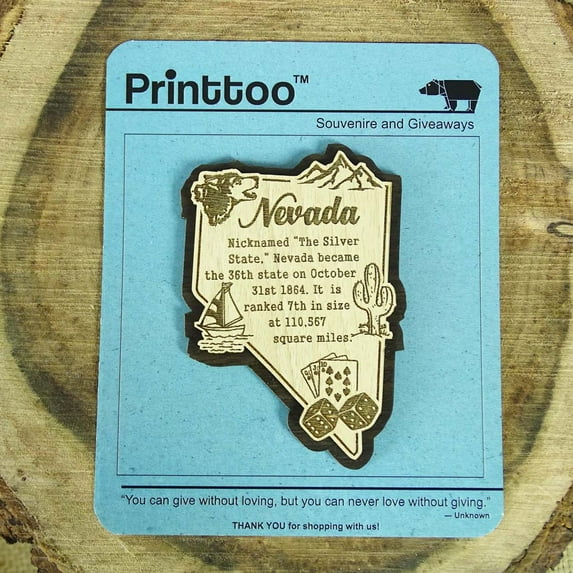 Printtoo™
Souvenire and Giveaways
Nevada
Nicknamed "The Silver
State," Nevada became
the 36th state on October
31st 1864. It is
ranked 7th in size
at 110,567
square miles.
“You can give without loving, but you can never love without giving.”
— Unknown
THANK YOU for shopping with us!